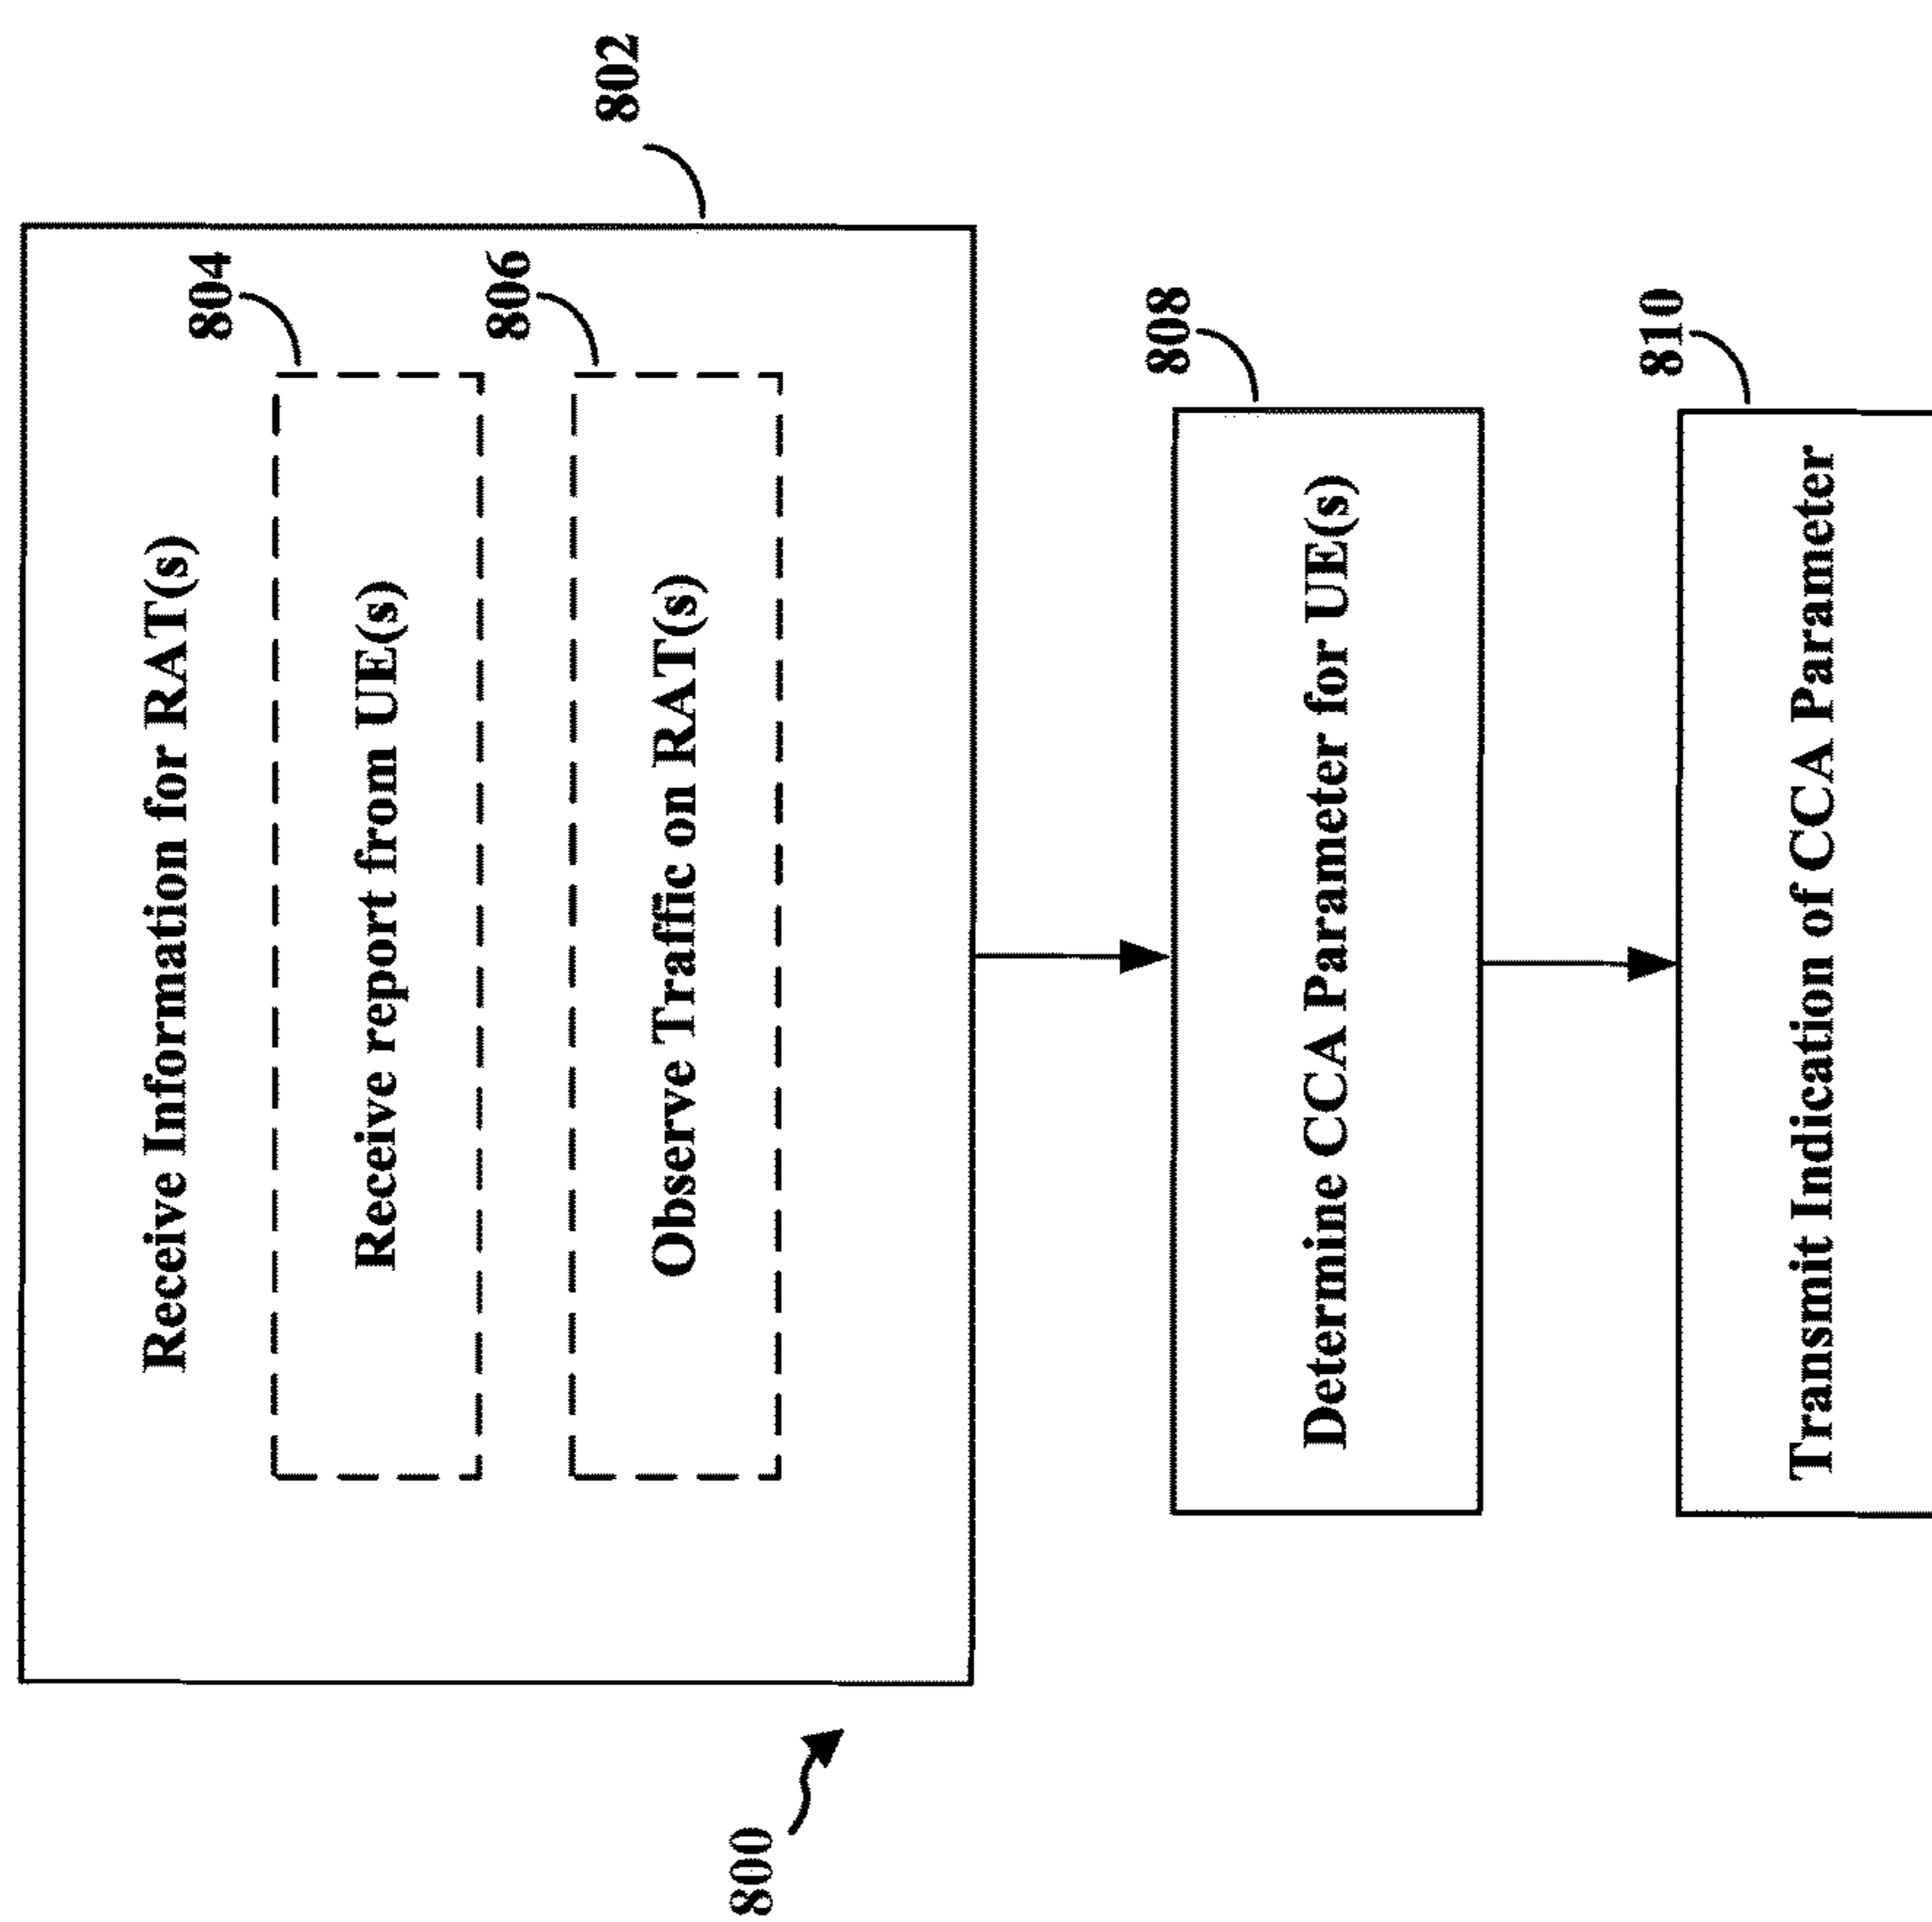 800
802
Receive Information for RAT(s)
804
Receive report from UE(s)
806
Observe Traffic on RAT(s)
808
Determine CCA Parameter for UE(s)
810
Transmit Indication of CCA Parameter